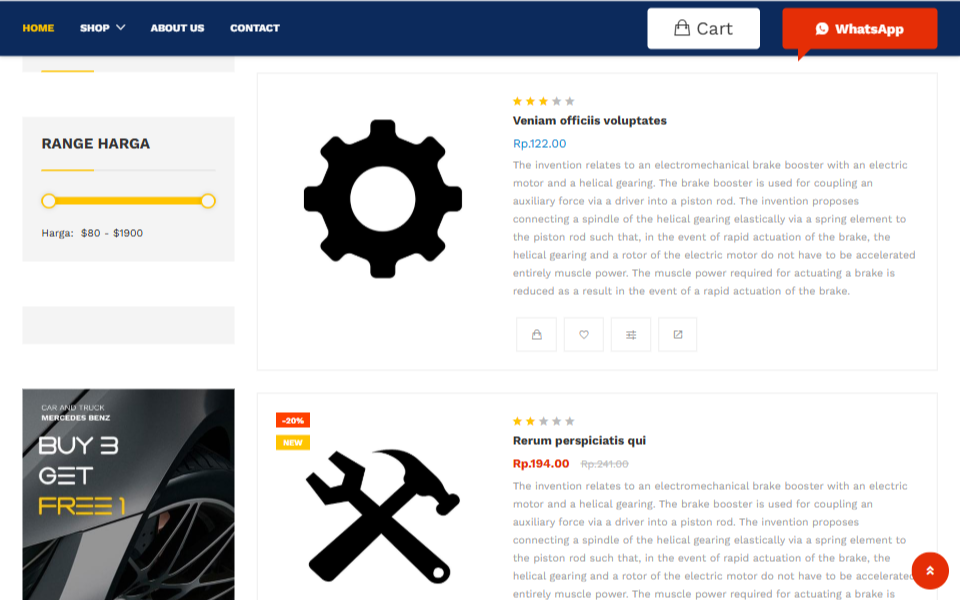 HOME
SHOP
ABOUT US
CONTACT
Cart
WhatsApp
RANGE HARGA
Harga: $80 - $1900
CAR AND TRUCK
MERCEDES BENZ
BUY 3
GET
FREE 1
Veniam officiis voluptates
Rp.122.00
The invention relates to an electromechanical brake booster with an electric
motor and a helical gearing. The brake booster is used for coupling an
auxiliary force via a driver into a piston rod. The invention proposes
connecting a spindle of the helical gearing elastically via a spring element to
the piston rod such that, in the event of rapid actuation of the brake, the
helical gearing and a rotor of the electric motor do not have to be accelerated
entirely muscle power. The muscle power required for actuating a brake is
reduced as a result in the event of a rapid actuation of the brake.
-20%
NEW
Rerum perspiciatis qui
Rp.194.00 Rp.241.00
The invention relates to an electromechanical brake booster with an electric
motor and a helical gearing. The brake booster is used for coupling an
auxiliary force via a driver into a piston rod. The invention proposes
connecting a spindle of the helical gearing elastically via a spring element to
the piston rod such that, in the event of rapid actuation of the brake, the
helical gearing and a rotor of the electric motor do not have to be accelerated
entirely muscle power. The muscle power required for actuating a brake is